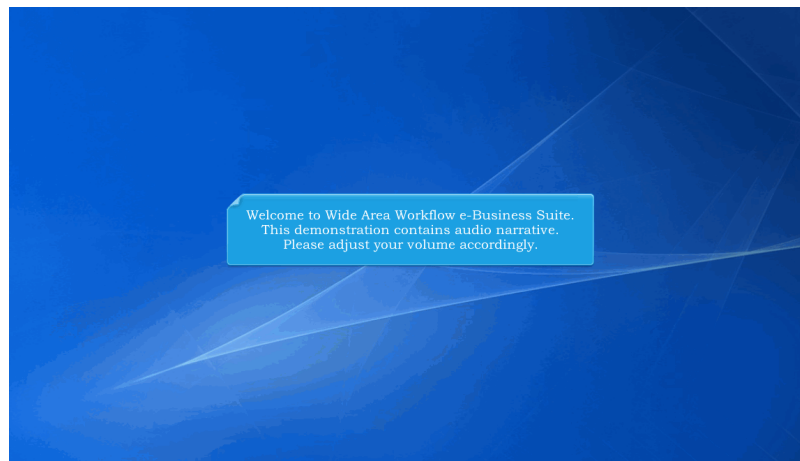 Welcome to Wide Area Workflow e-Business Suite.
This demonstration contains audio narrative.
Please adjust your volume accordingly.